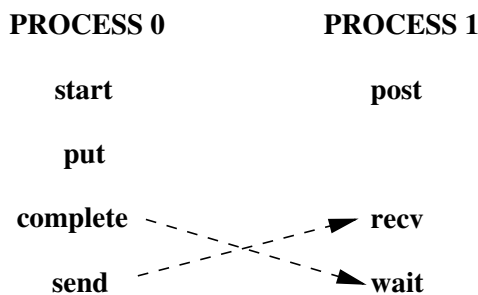 PROCESS 0 PROCESS 1
start post
put
complete recv
send wait